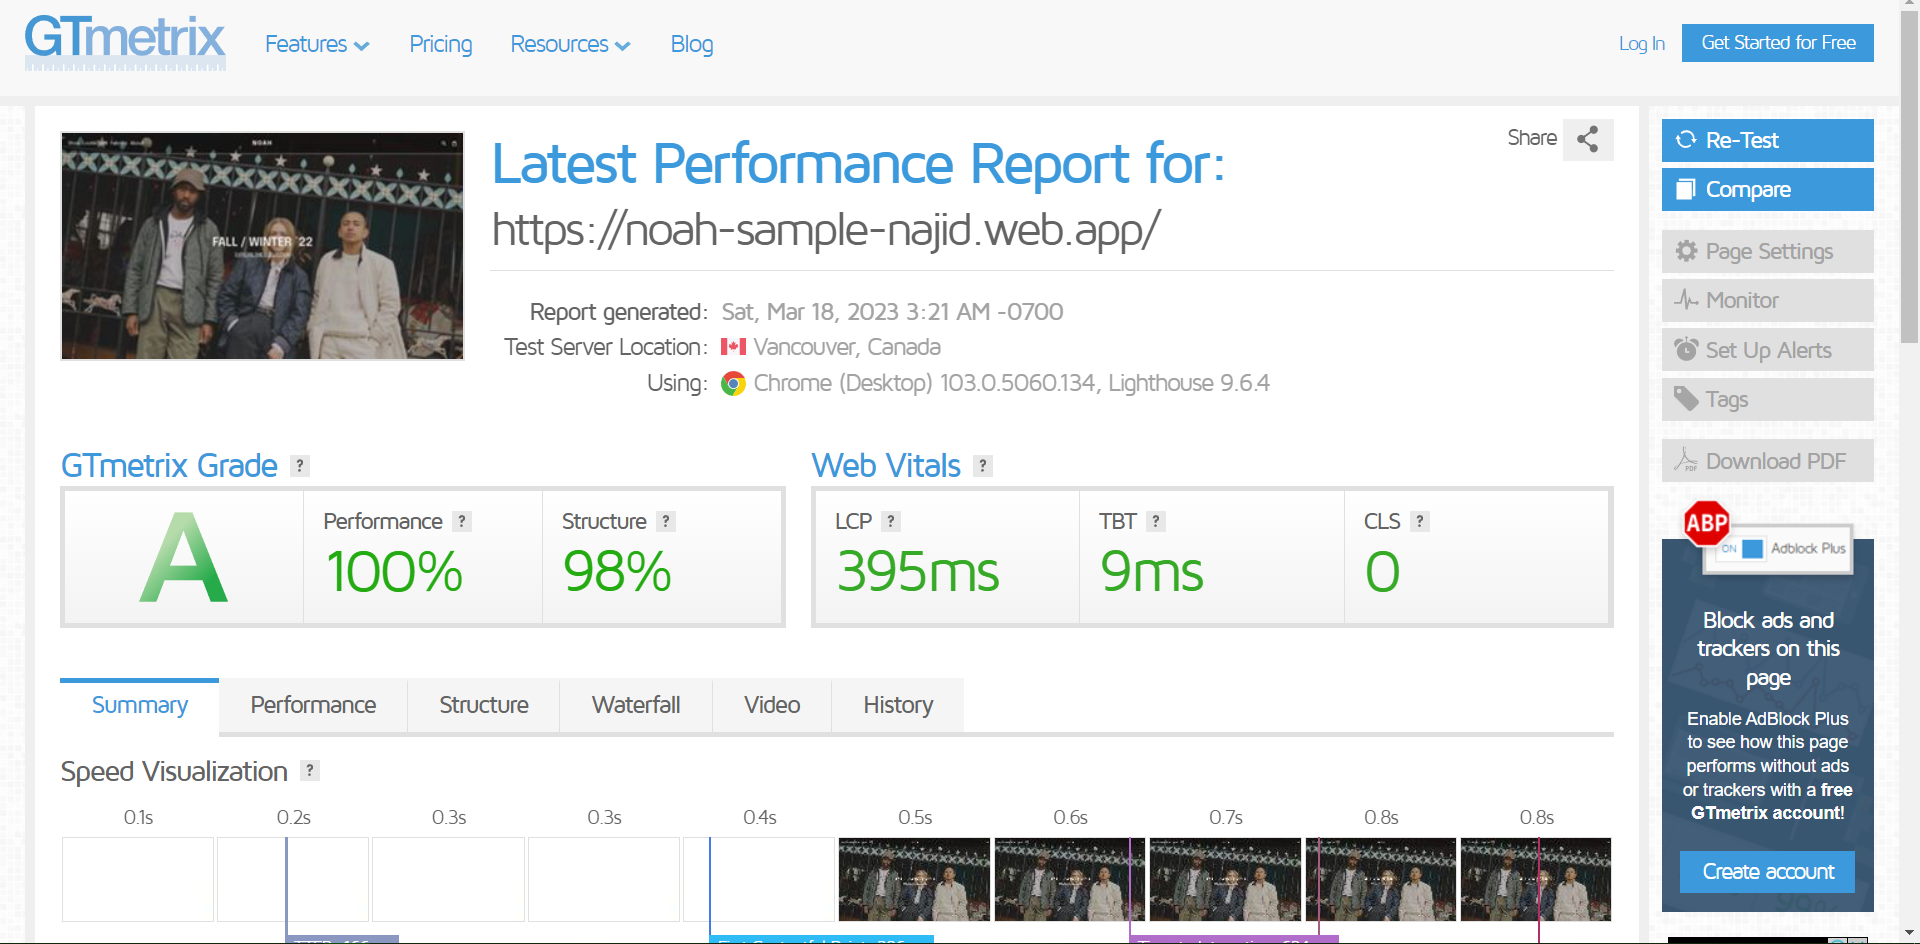 GTmetrix
Features
Pricing
Resources
Blog
Log In
Get Started for Free
NOAH
FALL / WINTER '22
Latest Performance Report for:
https://noah-sample-najid.web.app/
Share
Report generated: Sat, Mar 18, 2023 3:21 AM -0700
Test Server Location: Vancouver, Canada
Using: Chrome (Desktop) 103.0.5060.134, Lighthouse 9.6.4
GTmetrix Grade ?
A
Performance ?
100%
Structure ?
98%
Web Vitals ?
LCP ?
395ms
TBT ?
9ms
CLS ?
0
Summary
Performance
Structure
Waterfall
Video
History
Speed Visualization ?
0.1s
0.2s
0.3s
0.3s
0.4s
0.5s
0.6s
0.7s
0.8s
0.8s
Re-Test
Compare
Page Settings
Monitor
Set Up Alerts
Tags
PDF
Download PDF
ABP
ON
Adblock Plus
Block ads and
trackers on this
page
Enable AdBlock Plus
to see how this page
performs without ads
or trackers with a free
GTmetrix account!
Create account